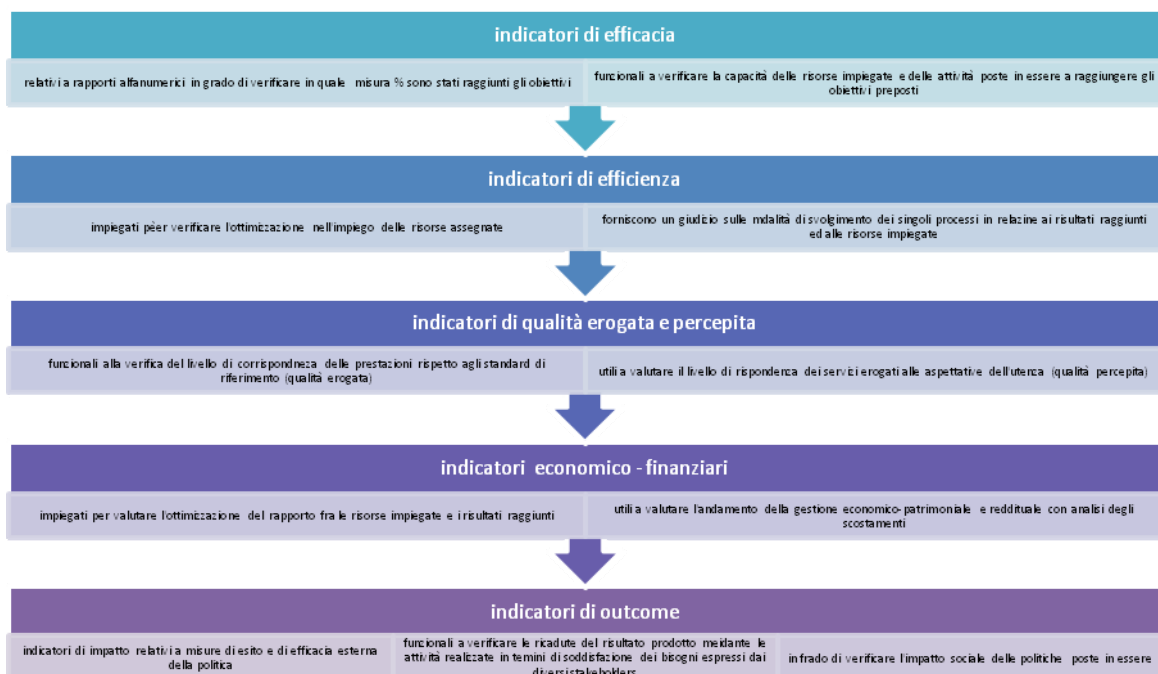 indicatori di efficacia
relativi a rapporti alfanumerici in grado di verificare in quale misura % sono stati raggiunti gli obiettivi
funzionali a verificare la capacità delle risorse impiegate e delle attività poste in essere a raggiungere gli
obiettivi preposti
indicatori di efficienza
impiegati pèer verificare l'ottimizzazione nell'impiego delle risorse assegnate
forniscono un giudizio sulle mdalità di svolgimento dei singoli processi in relazine ai risultati raggiunti
ed alle risorse impiegate
indicatori di qualità erogata e percepita
funzionali alla verifica del livello di corrispondneza delle prestazioni rispetto agli standard di
riferimento (qualità erogata)
utili a valutare il livello di rispondenza dei servizi erogati alle aspettative dell'utenza (qualità percepita)
indicatori economico - finanziari
impiegati per valutare l'ottimizzazione del rapporto fra le risorse impiegate e i risultati raggiunti
utili a valutare l'andamento della gestione economico-patrimoniale e reddituale con analisi degli
scostamenti
indicatori di outcome
indicatori di impatto relativi a misure di esito e di efficacia esterna
della politica
funzionali a verificare le ricadute del risultato prodotto meidante le
attività realizzate in temini di soddisfazione dei bisogni espressi dai
diversi stakeholders
in frado di verificare l'impatto sociale delle politiche poste in essere